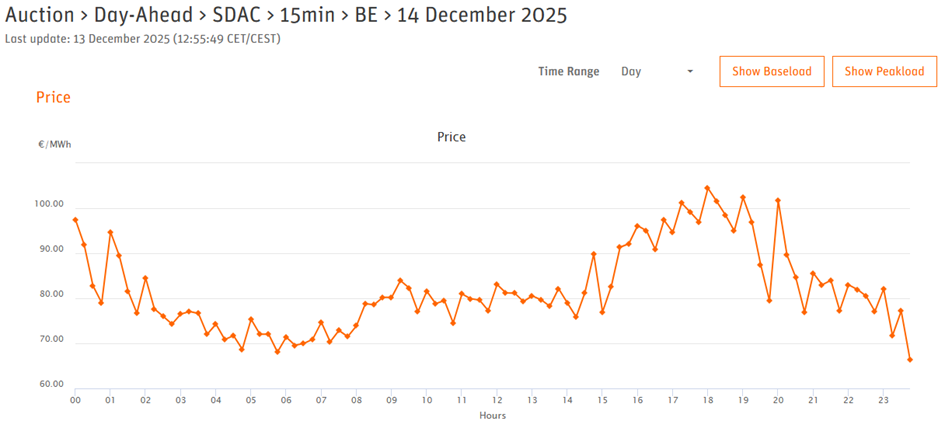 Auction > Day-Ahead > SDAC > 15min > BE > 14 December 2025
Last update: 13 December 2025 (12:55:49 CET/CEST)
Time Range Day Show Baseload Show Peakload
Price
Price
€/MWh
100.00
90.00
80.00
70.00
60.00
00 01 02 03 04 05 06 07 08 09 10 11 12 13 14 15 16 17 18 19 20 21 22 23
Hours